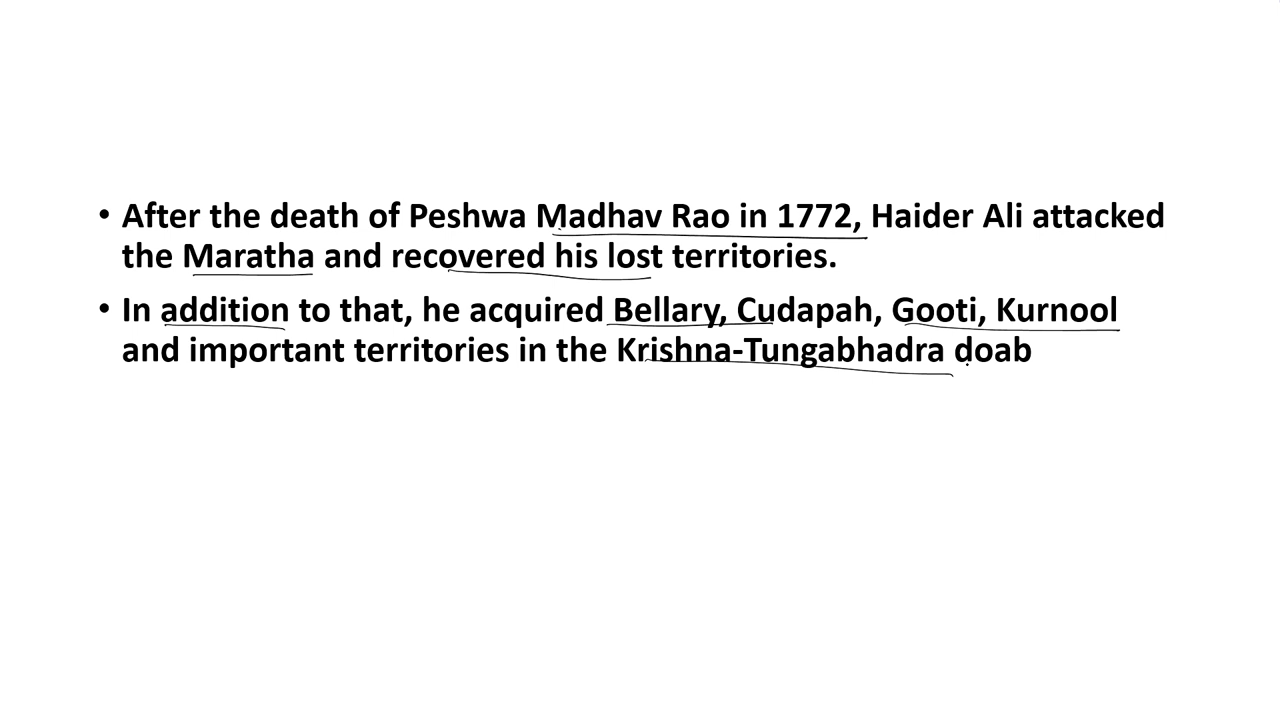 • After the death of Peshwa Madhav Rao in 1772, Haider Ali attacked
the Maratha and recovered his lost territories.
• In addition to that, he acquired Bellary, Cudapah, Gooti, Kurnool
and important territories in the Krishna-Tungabhadra doab